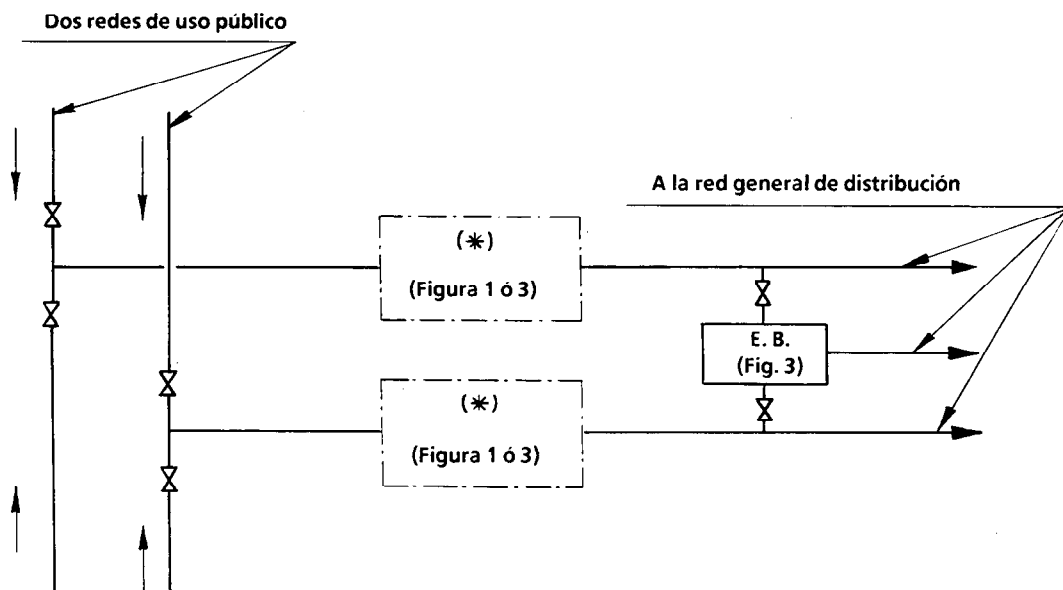 Dos redes de uso público
A la red general de distribución
(*)
(Figura 1 ó 3)
E. B.
(Fig. 3)
(*)
(Figura 1 ó 3)